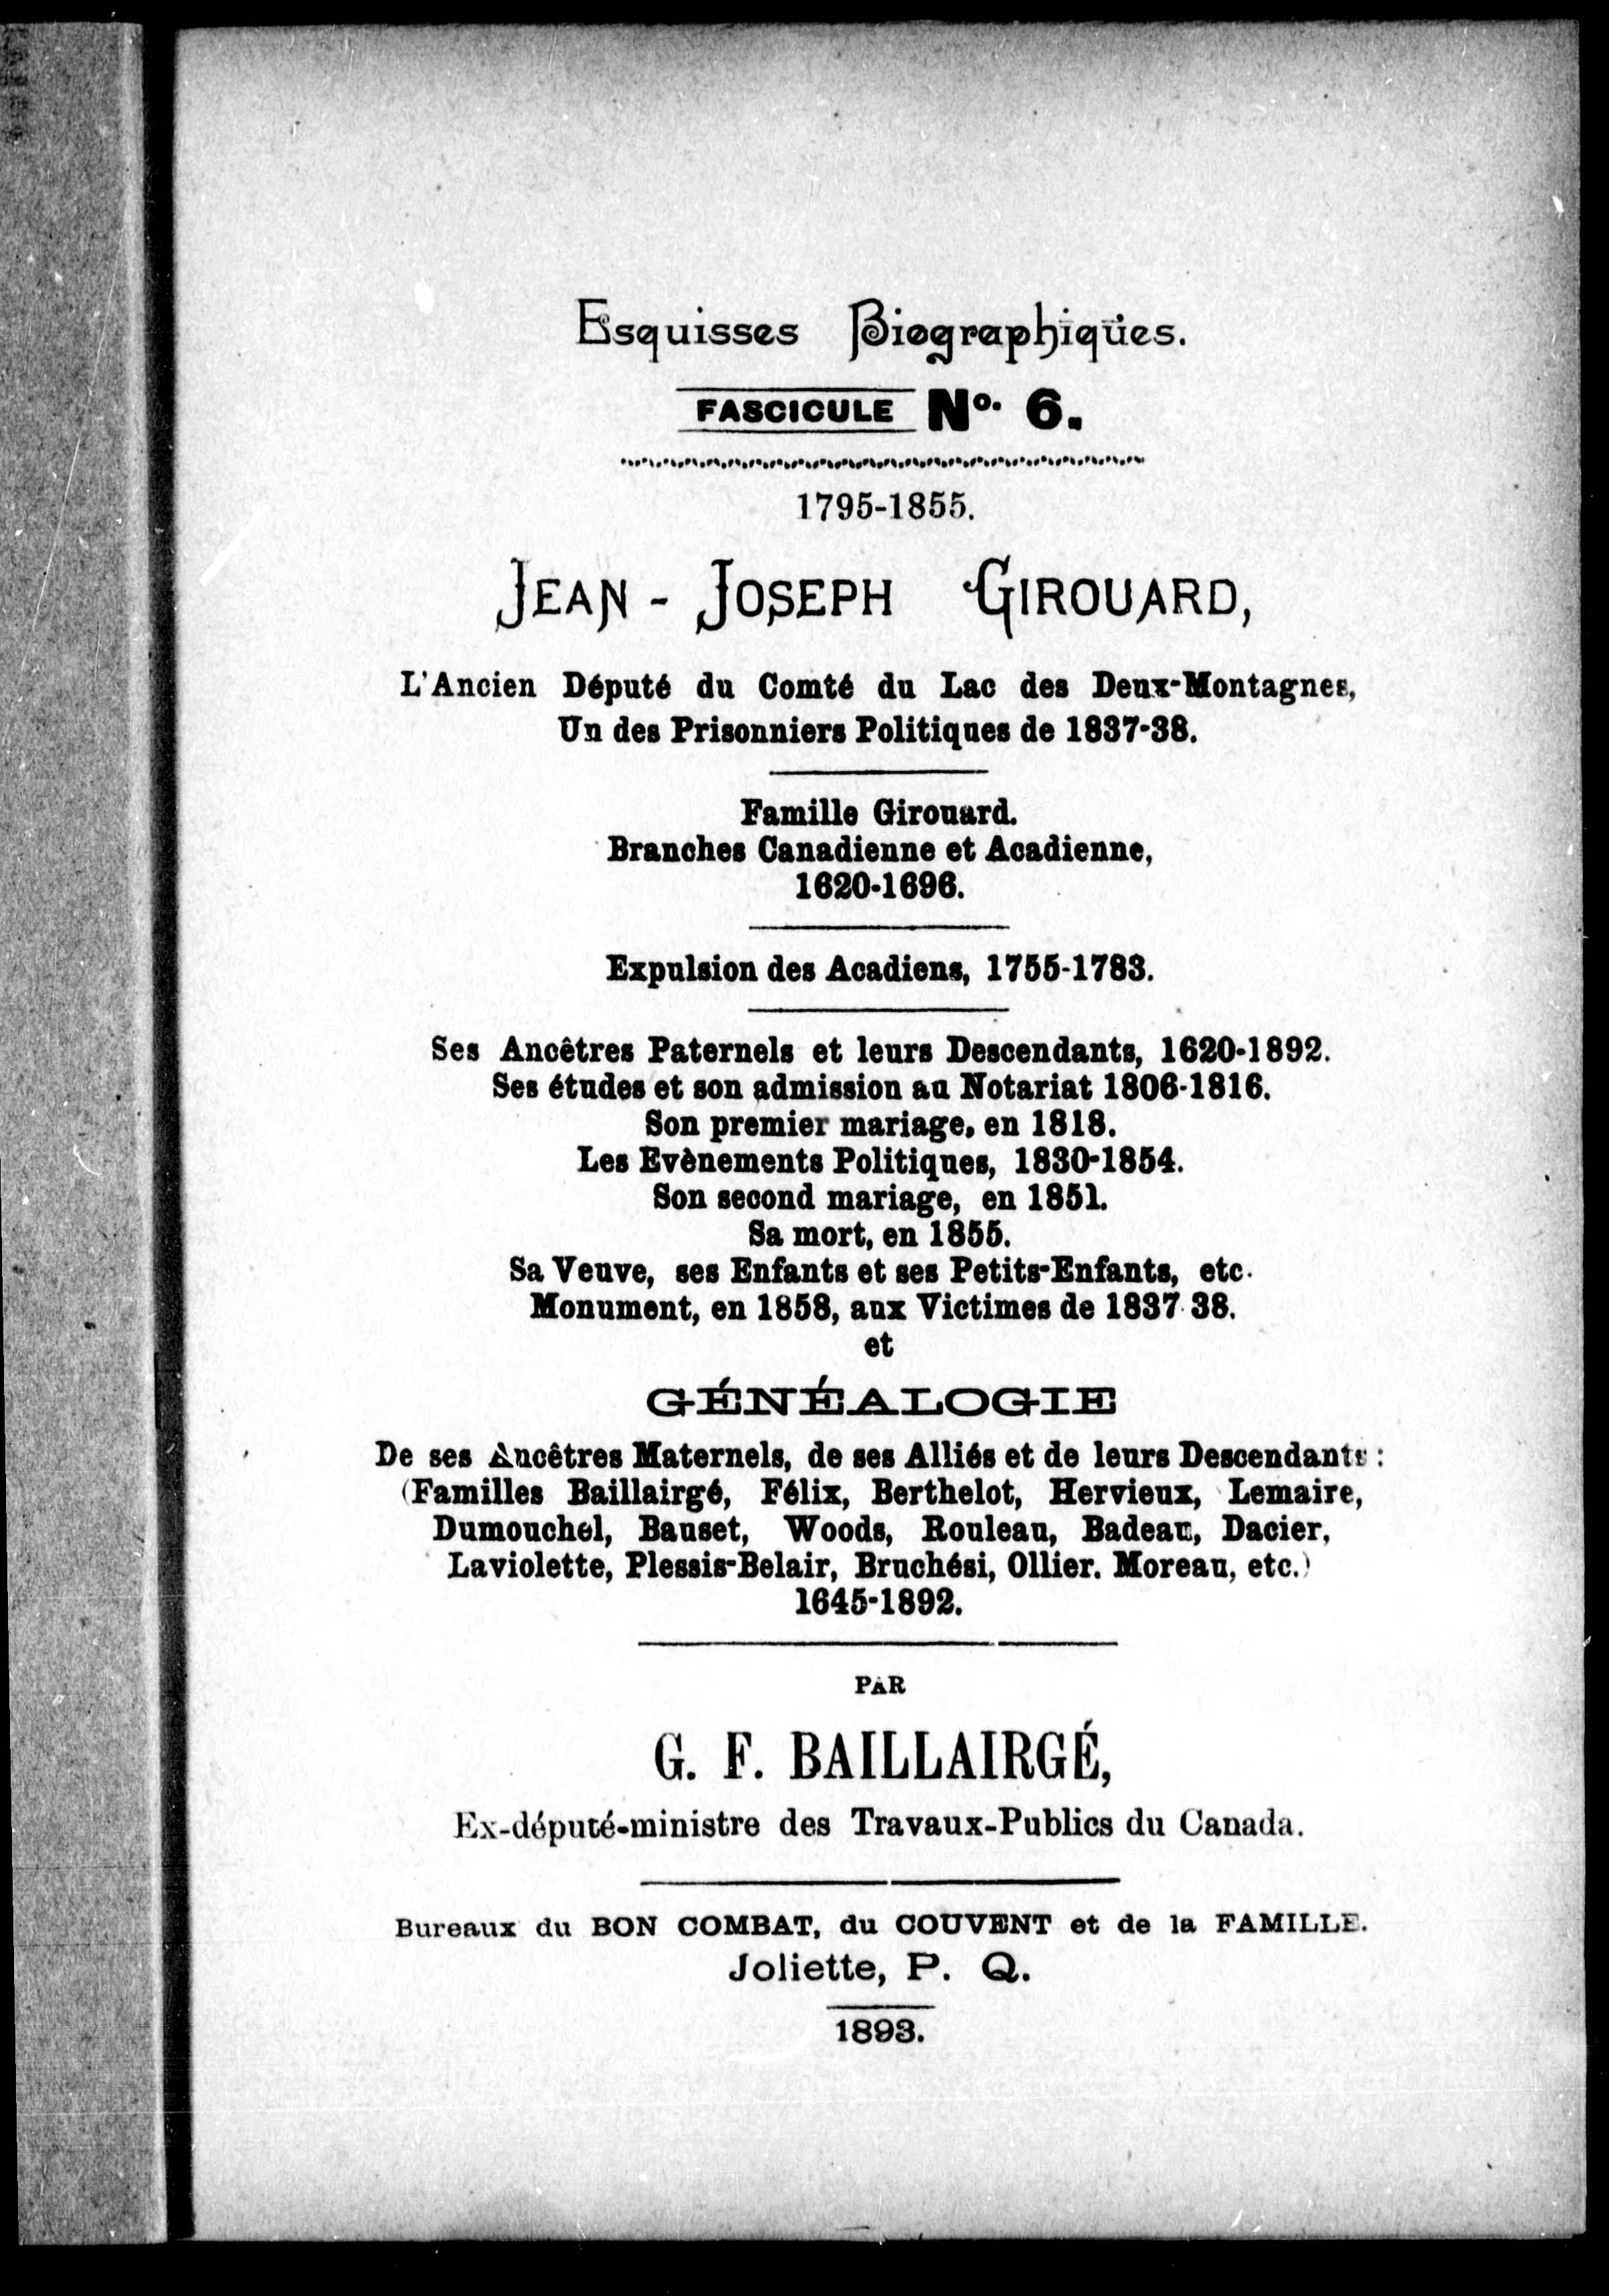 Esquisses Biographiques.
FASCICULE No. 6.
1795-1855.
JEAN-JOSEPH GIROUARD,
L'Ancien Député du Comté du Lac des Deux-Montagnes,
Un des Prisonniers Politiques de 1837-38.
Famille Girouard.
Branches Canadienne et Acadienne,
1620-1696.
Expulsion des Acadiens, 1755-1783.
Ses Ancêtres Paternels et leurs Descendants, 1620-1892.
Ses études et son admission au Notariat 1806-1816.
Son premier mariage, en 1818.
Les Evènements Politiques, 1830-1854.
Son second mariage, en 1851.
Sa mort, en 1855.
Sa Veuve, ses Enfants et ses Petits-Enfants, etc.
Monument, en 1858, aux Victimes de 1837-38.
et
GÉNÉALOGIE
De ses Ancêtres Maternels, de ses Alliés et de leurs Descendants :
(Familles Baillairgé, Félix, Berthelot, Hervieux, Lemaire,
Dumouchel, Bauset, Woods, Rouleau, Badeau, Dacier,
Laviolette, Plessis-Belair, Bruchési, Ollier. Moreau, etc.)
1645-1892.
PAR
G. F. BAILLAIRGÉ,
Ex-député-ministre des Travaux-Publics du Canada.
Bureaux du BON COMBAT, du COUVENT et de la FAMILLE.
Joliette, P. Q.
1893.